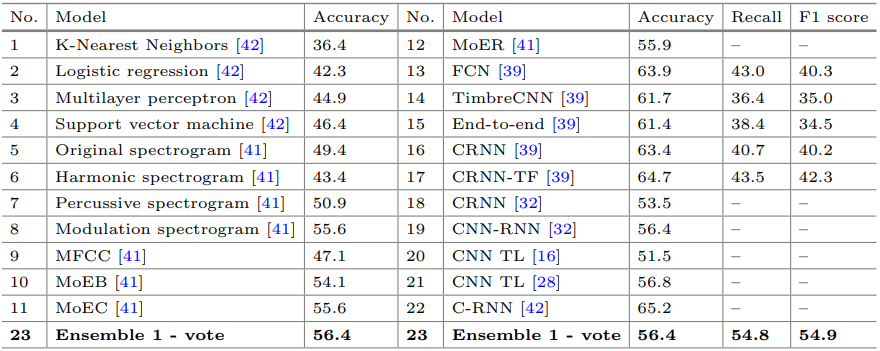 No. Model Accuracy No. Model Accuracy Recall F1 score
1 K-Nearest Neighbors [42] 36.4 12 MoER [41] 55.9 – –
2 Logistic regression [42] 42.3 13 FCN [39] 63.9 43.0 40.3
3 Multilayer perceptron [42] 44.9 14 TimbreCNN [39] 61.7 36.4 35.0
4 Support vector machine [42] 46.4 15 End-to-end [39] 61.4 38.4 34.5
5 Original spectrogram [41] 49.4 16 CRNN [39] 63.4 40.7 40.2
6 Harmonic spectrogram [41] 43.4 17 CRNN-TF [39] 64.7 43.5 42.3
7 Percussive spectrogram [41] 50.9 18 CRNN [32] 53.5 – –
8 Modulation spectrogram [41] 55.6 19 CNN-RNN [32] 56.4 – –
9 MFCC [41] 47.1 20 CNN TL [16] 51.5 – –
10 MoEB [41] 54.1 21 CNN TL [28] 56.8 – –
11 MoEC [41] 55.6 22 C-RNN [42] 65.2 – –
23 Ensemble 1 - vote 56.4 23 Ensemble 1 - vote 56.4 54.8 54.9